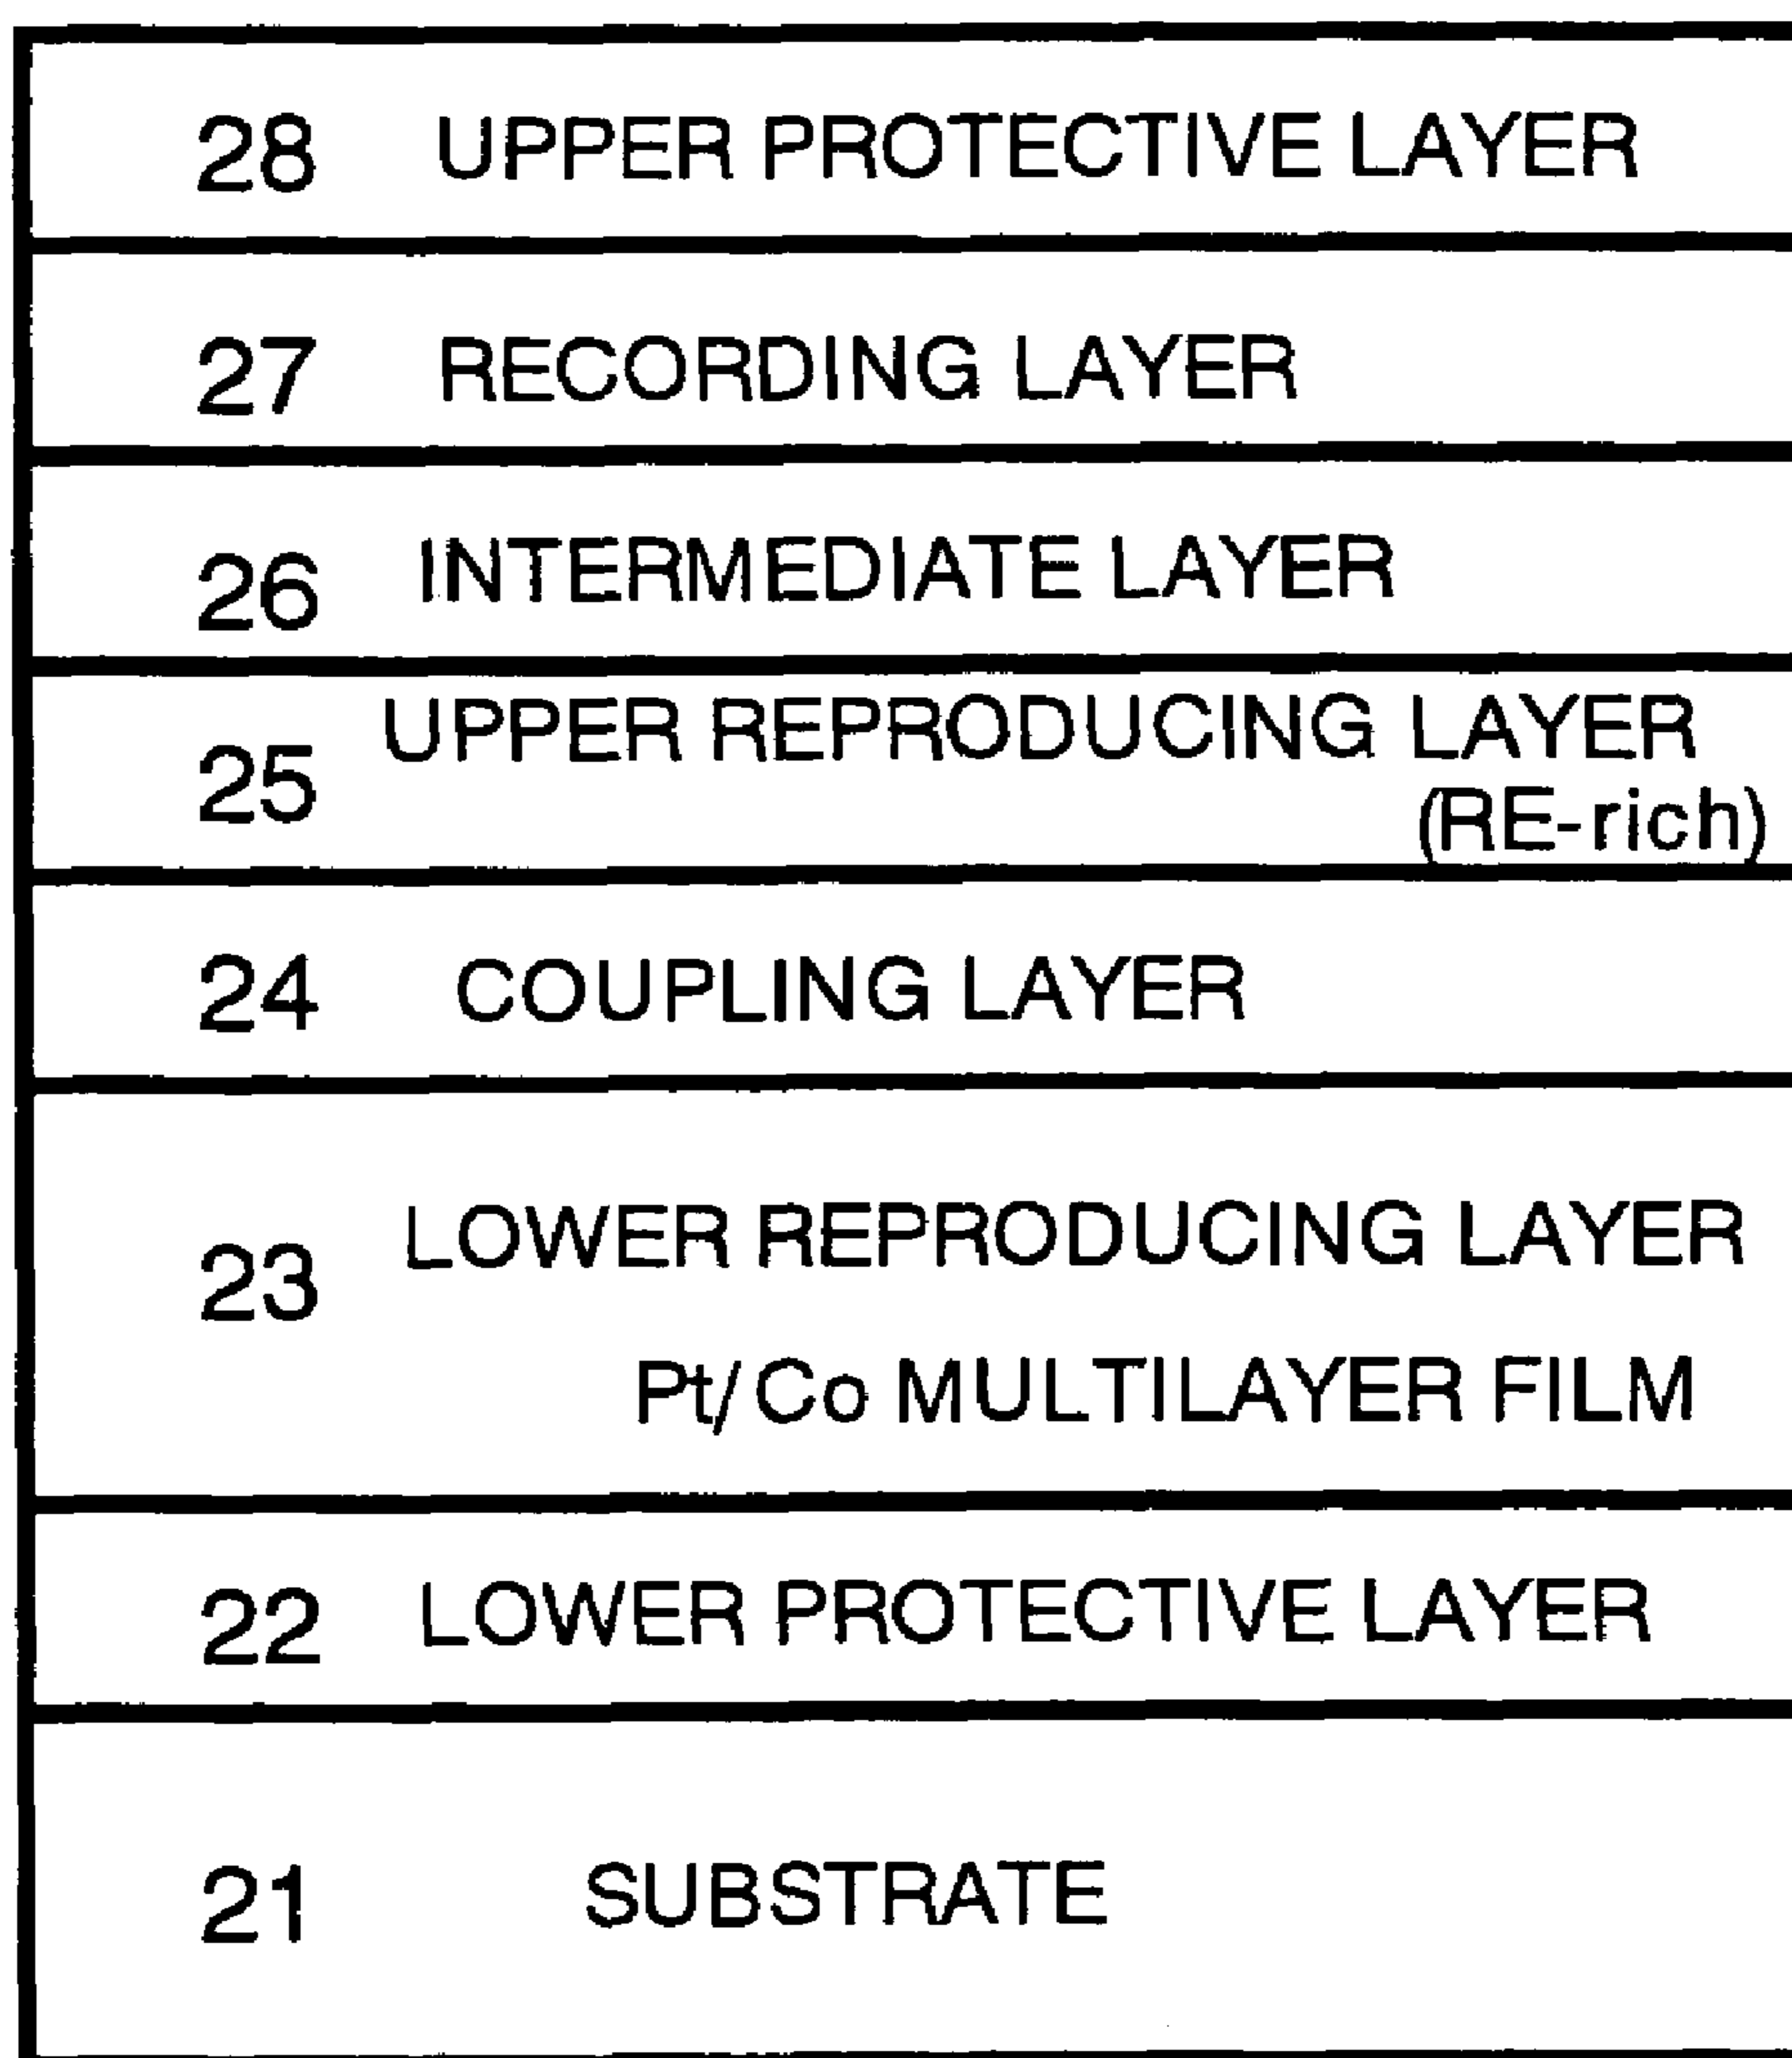 28 UPPER PROTECTIVE LAYER
27 RECORDING LAYER
26 INTERMEDIATE LAYER
25 UPPER REPRODUCING LAYER
(RE-rich)
24 COUPLING LAYER
23 LOWER REPRODUCING LAYER
Pt/Co MULTILAYER FILM
22 LOWER PROTECTIVE LAYER
21 SUBSTRATE